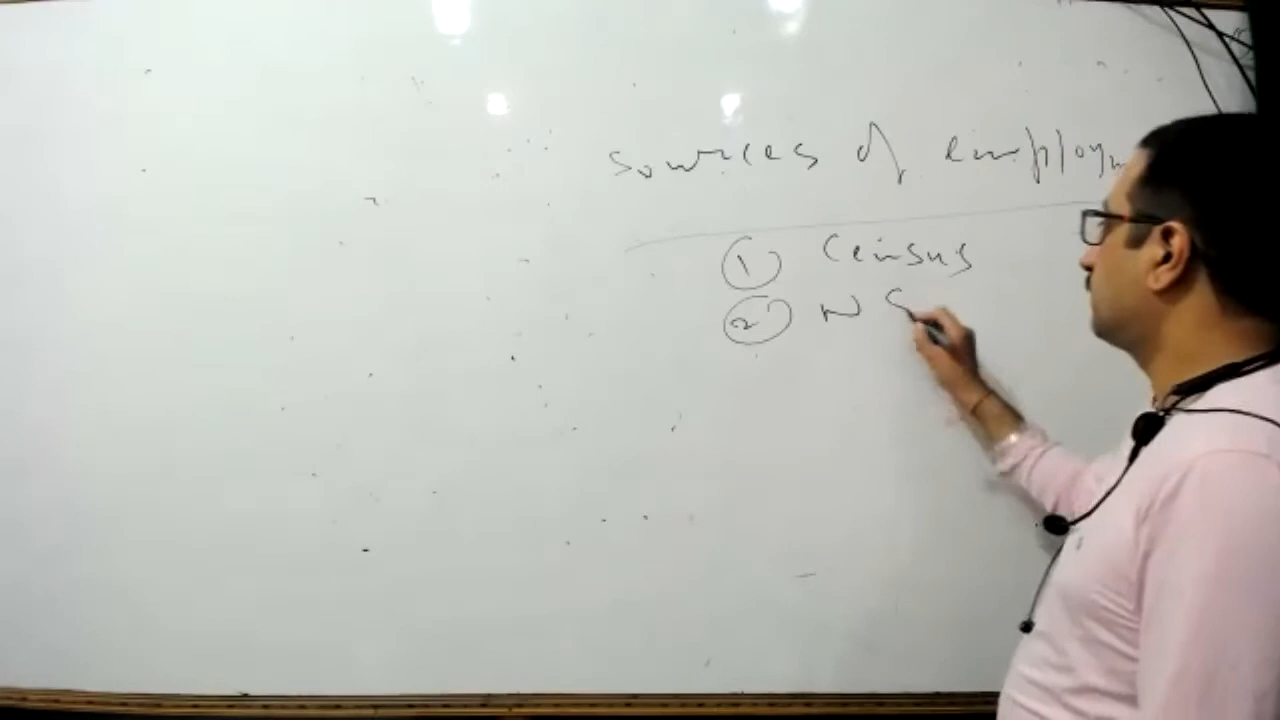 Sources of employm
① Census
② N S